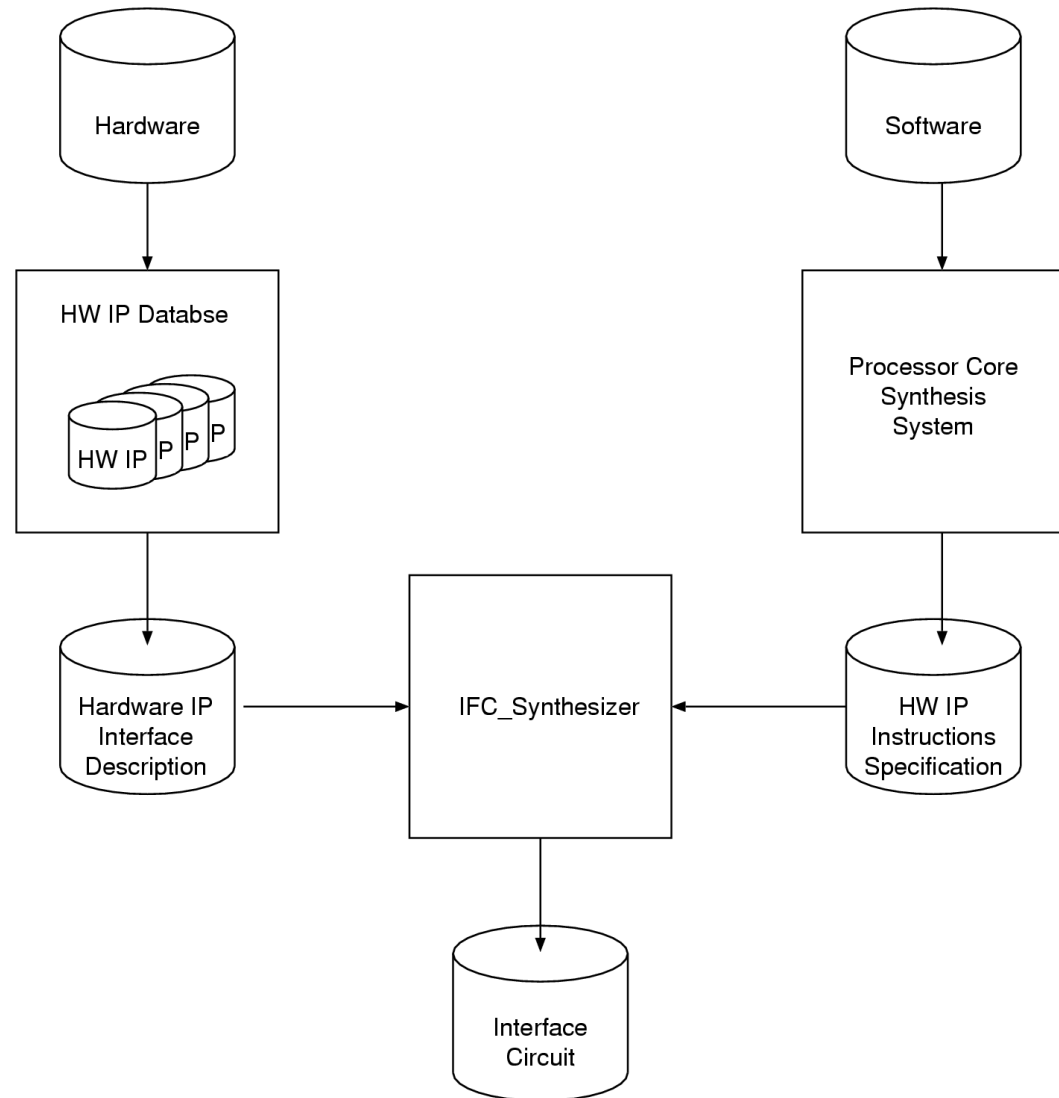 Hardware
Software
HW IP Databse
HW IP
P
P
P
Processor Core
Synthesis
System
Hardware IP
Interface
Description
IFC_Synthesizer
HW IP
Instructions
Specification
Interface
Circuit